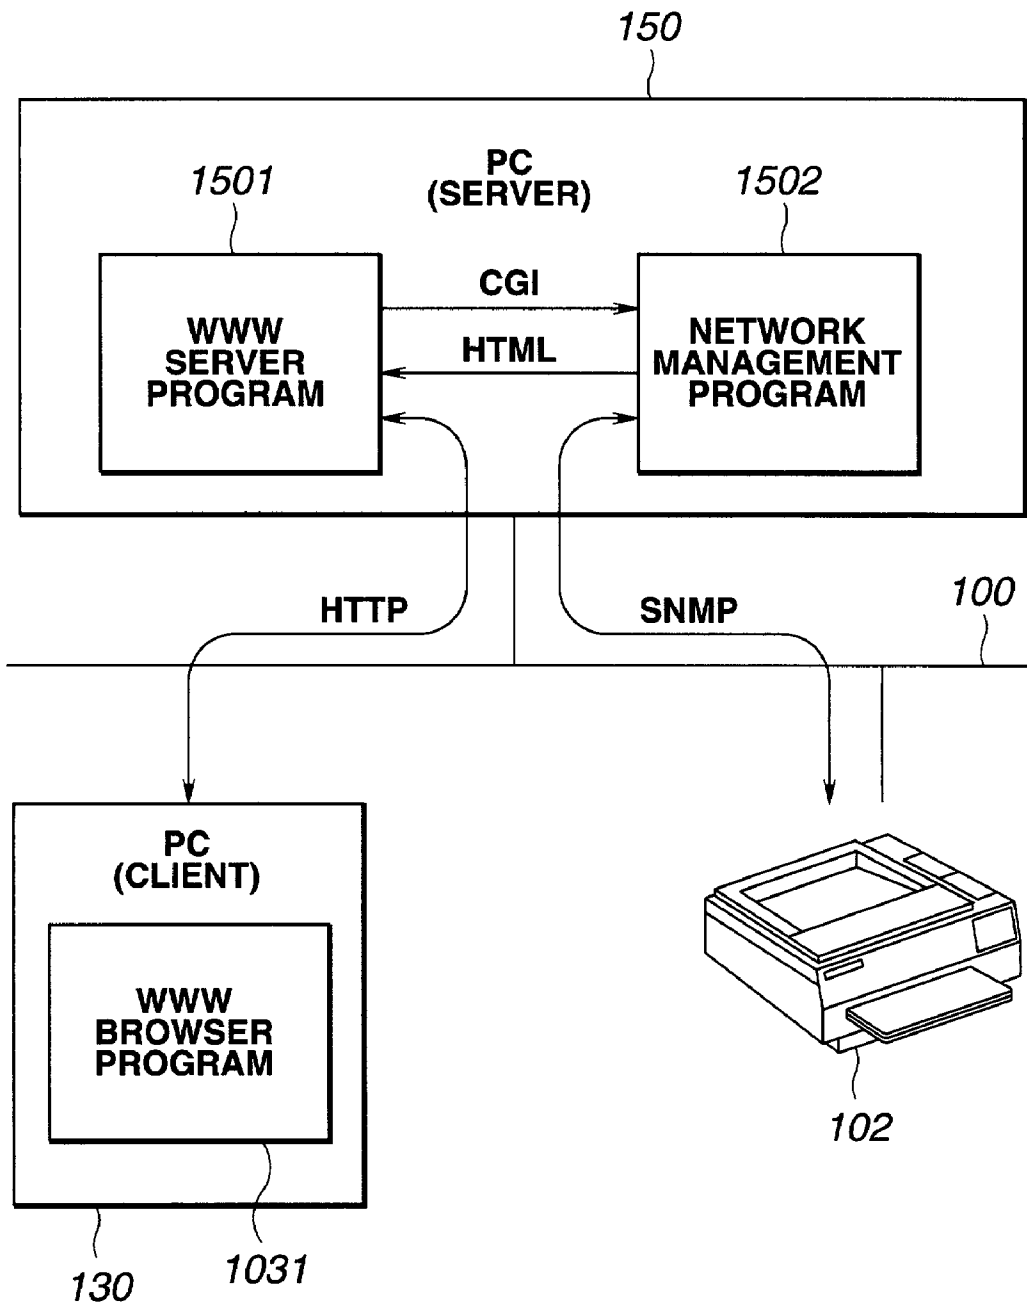 150
PC
(SERVER)
1501
1502
CGI
WWW
SERVER
PROGRAM
HTML
NETWORK
MANAGEMENT
PROGRAM
HTTP
SNMP
100
PC
(CLIENT)
WWW
BROWSER
PROGRAM
102
130
1031